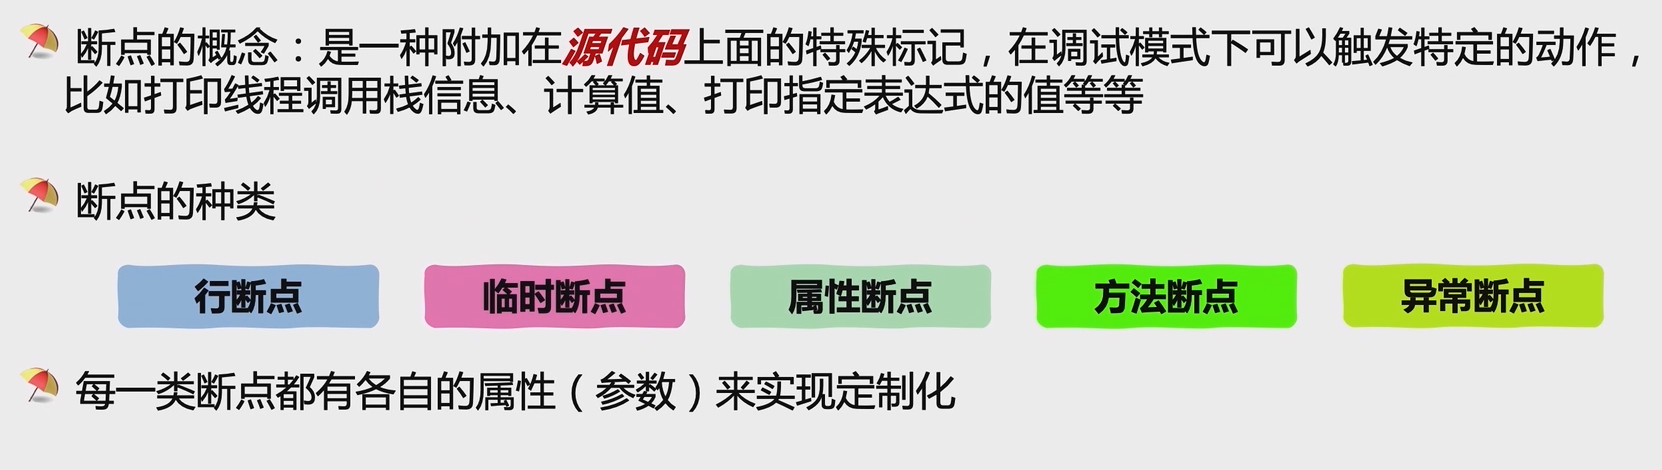 断点的概念：是一种附加在源代码上面的特殊标记，在调试模式下可以触发特定的动作，
比如打印线程调用栈信息、计算值、打印指定表达式的值等等
断点的种类
行断点 临时断点 属性断点 方法断点 异常断点
每一类断点都有各自的属性（参数）来实现定制化